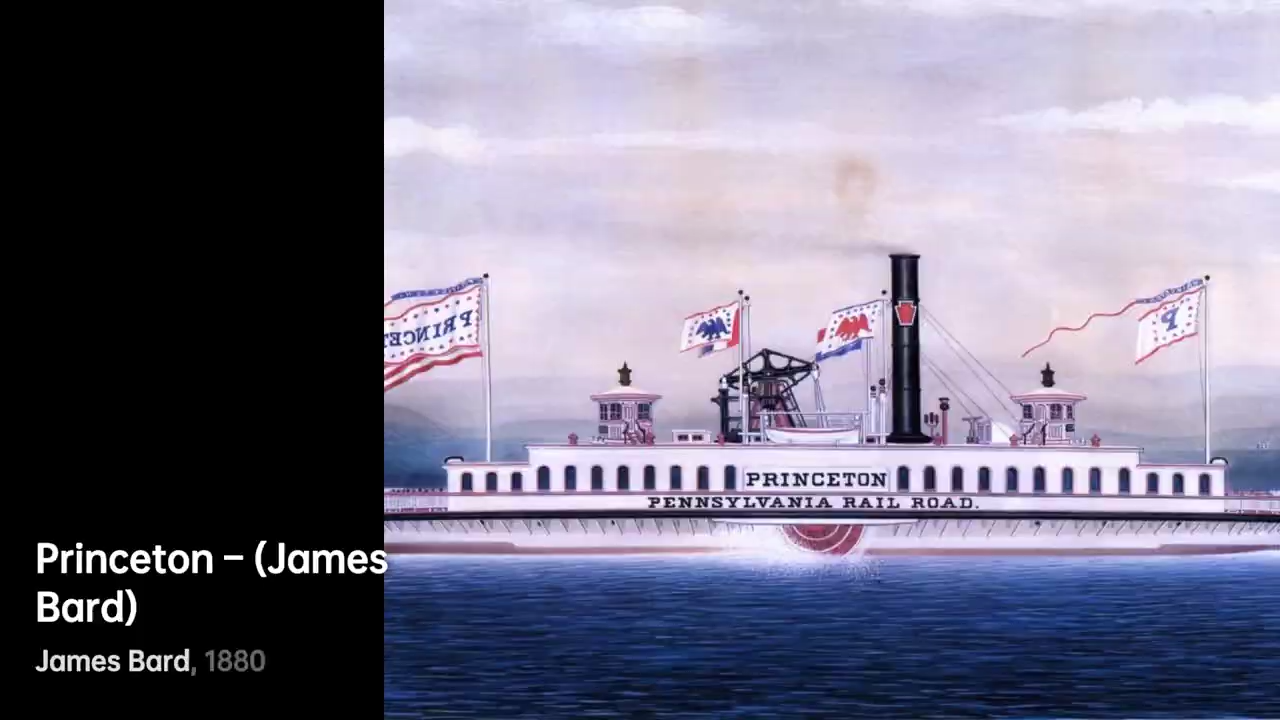 PRINCET
P
PRINCETON
PENNSYLVANIA RAIL ROAD.
Princeton – (James
Bard)
James Bard, 1880